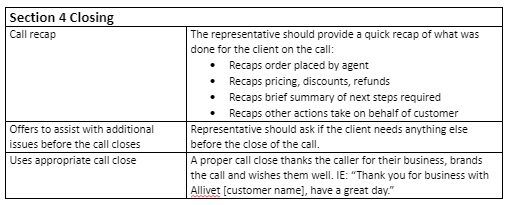 Section 4 Closing
Call recap
The representative should provide a quick recap of what was
done for the client on the call:
• Recaps order placed by agent
• Recaps pricing, discounts, refunds
• Recaps brief summary of next steps required
• Recaps other actions take on behalf of customer
Offers to assist with additional
issues before the call closes
Representative should ask if the client needs anything else
before the close of the call.
Uses appropriate call close
A proper call close thanks the caller for their business, brands
the call and wishes them well. IE: “Thank you for business with
Allivet [customer name], have a great day.”